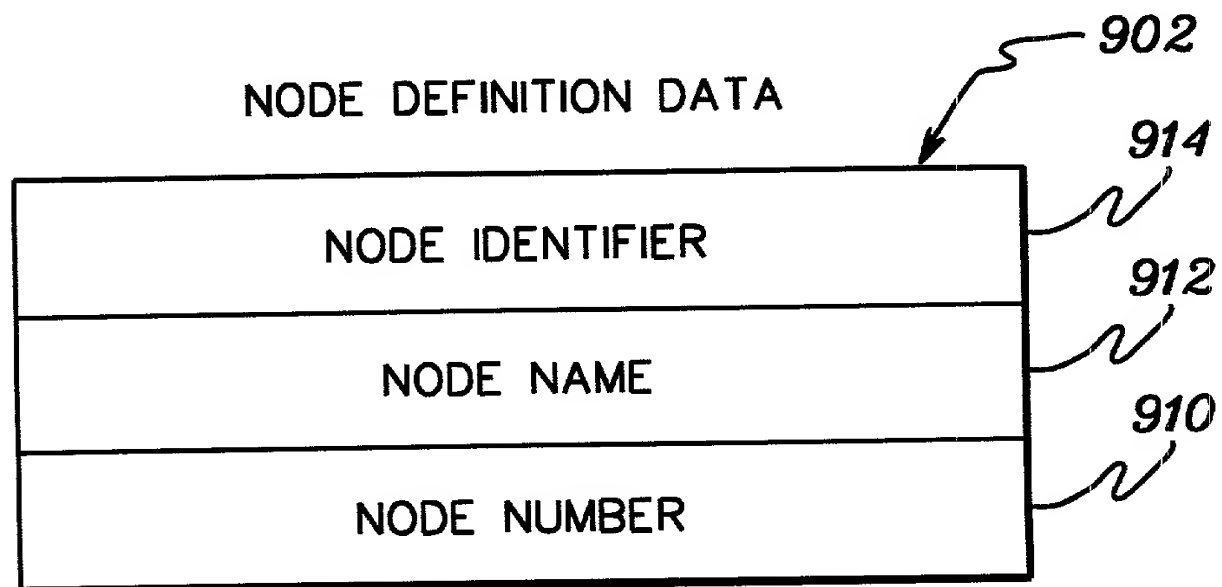 902
NODE DEFINITION DATA
914
NODE IDENTIFIER
912
NODE NAME
910
NODE NUMBER